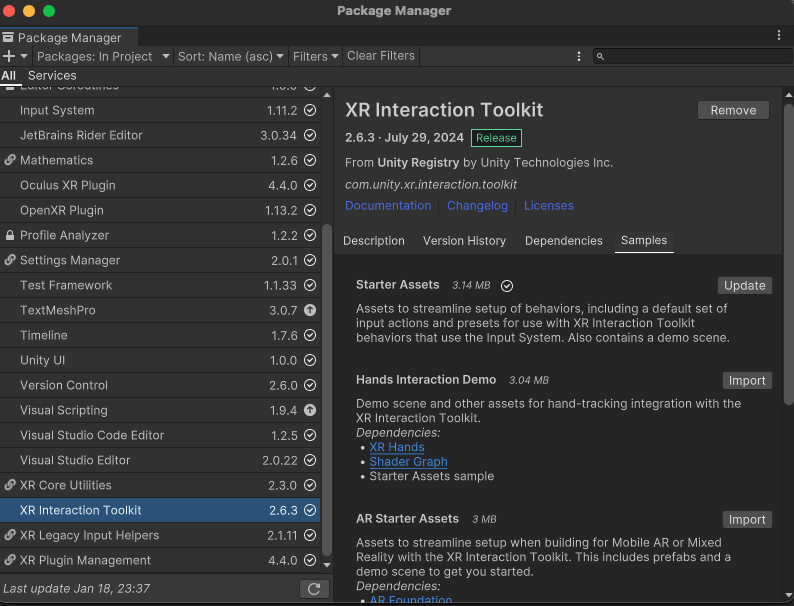 Package Manager
Package Manager
Packages: In Project
Sort: Name (asc)
Filters
Clear Filters
All
Services
Editor Coroutines 1.0.0
Input System 1.11.2
JetBrains Rider Editor 3.0.34
Mathematics 1.2.6
Oculus XR Plugin 4.4.0
OpenXR Plugin 1.13.2
Profile Analyzer 1.2.2
Settings Manager 2.0.1
Test Framework 1.1.33
TextMeshPro 3.0.7
Timeline 1.7.6
Unity UI 1.0.0
Version Control 2.6.0
Visual Scripting 1.9.4
Visual Studio Code Editor 1.2.5
Visual Studio Editor 2.0.22
XR Core Utilities 2.3.0
XR Interaction Toolkit 2.6.3
XR Legacy Input Helpers 2.1.11
XR Plugin Management 4.4.0
Last update Jan 18, 23:37
XR Interaction Toolkit
Remove
2.6.3 · July 29, 2024 Release
From Unity Registry by Unity Technologies Inc.
com.unity.xr.interaction.toolkit
Documentation Changelog Licenses
Description Version History Dependencies Samples
Starter Assets 3.14 MB
Update
Assets to streamline setup of behaviors, including a default set of
input actions and presets for use with XR Interaction Toolkit
behaviors that use the Input System. Also contains a demo scene.
Hands Interaction Demo 3.04 MB
Import
Demo scene and other assets for hand-tracking integration with the
XR Interaction Toolkit.
Dependencies:
• XR Hands
• Shader Graph
• Starter Assets sample
AR Starter Assets 3 MB
Import
Assets to streamline setup when building for Mobile AR or Mixed
Reality with the XR Interaction Toolkit. This includes prefabs and a
demo scene to get you started.
Dependencies:
• AR Foundation